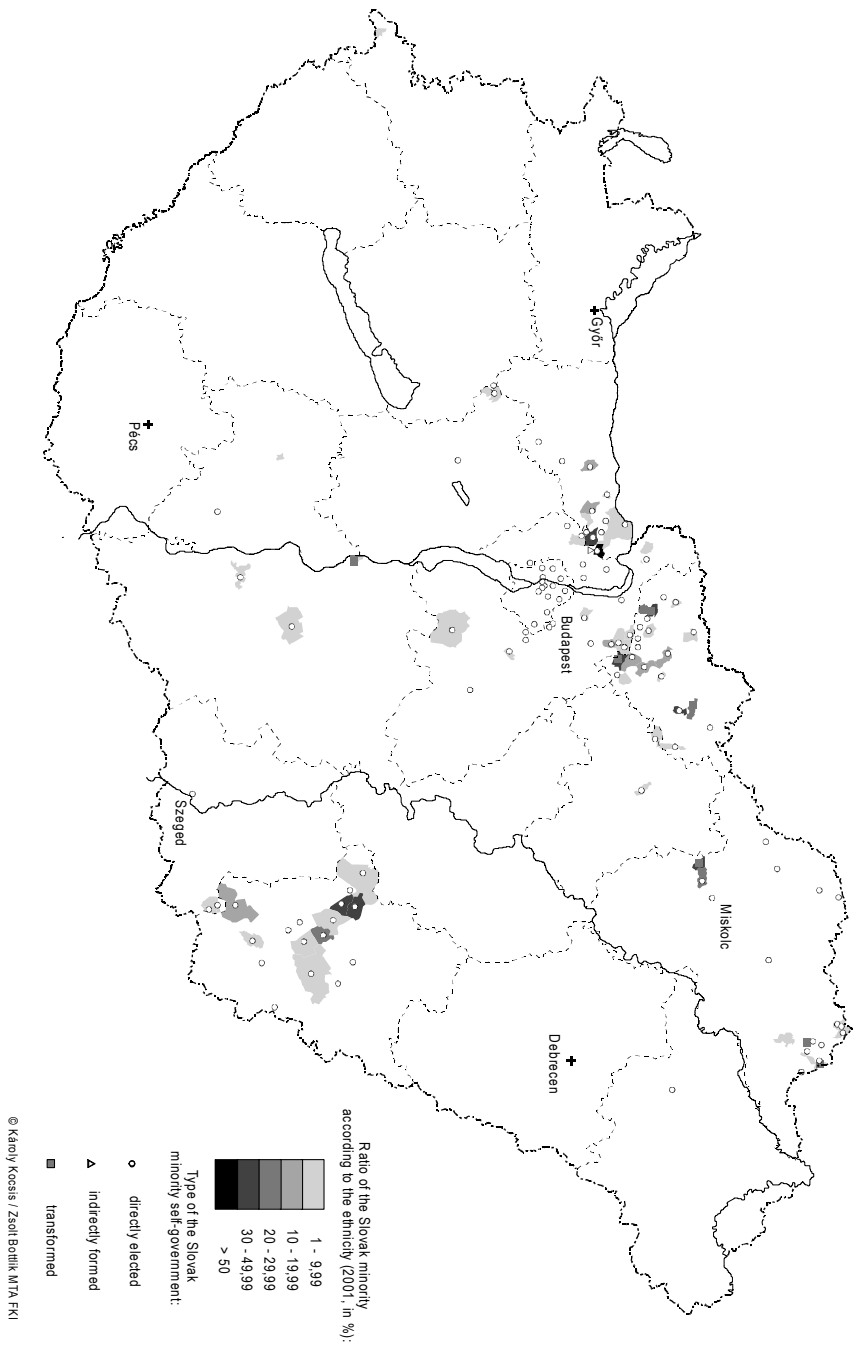 Győr
Pécs
Budapest
Szeged
Miskolc
Debrecen
Ratio of the Slovak minority
according to the ethnicity (2001, in %):
1 - 9,99
10 - 19,99
20 - 29,99
30 - 49,99
> 50
Type of the Slovak
minority self-government:
directly elected
indirectly formed
transformed
© Károly Kocsis / Zsolt Bottlik MTA FKI